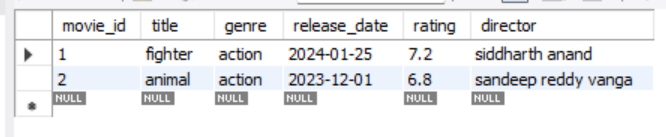 movie_id title genre release_date rating director
1 fighter action 2024-01-25 7.2 siddharth anand
2 animal action 2023-12-01 6.8 sandeep reddy vanga
NULL NULL NULL NULL NULL NULL